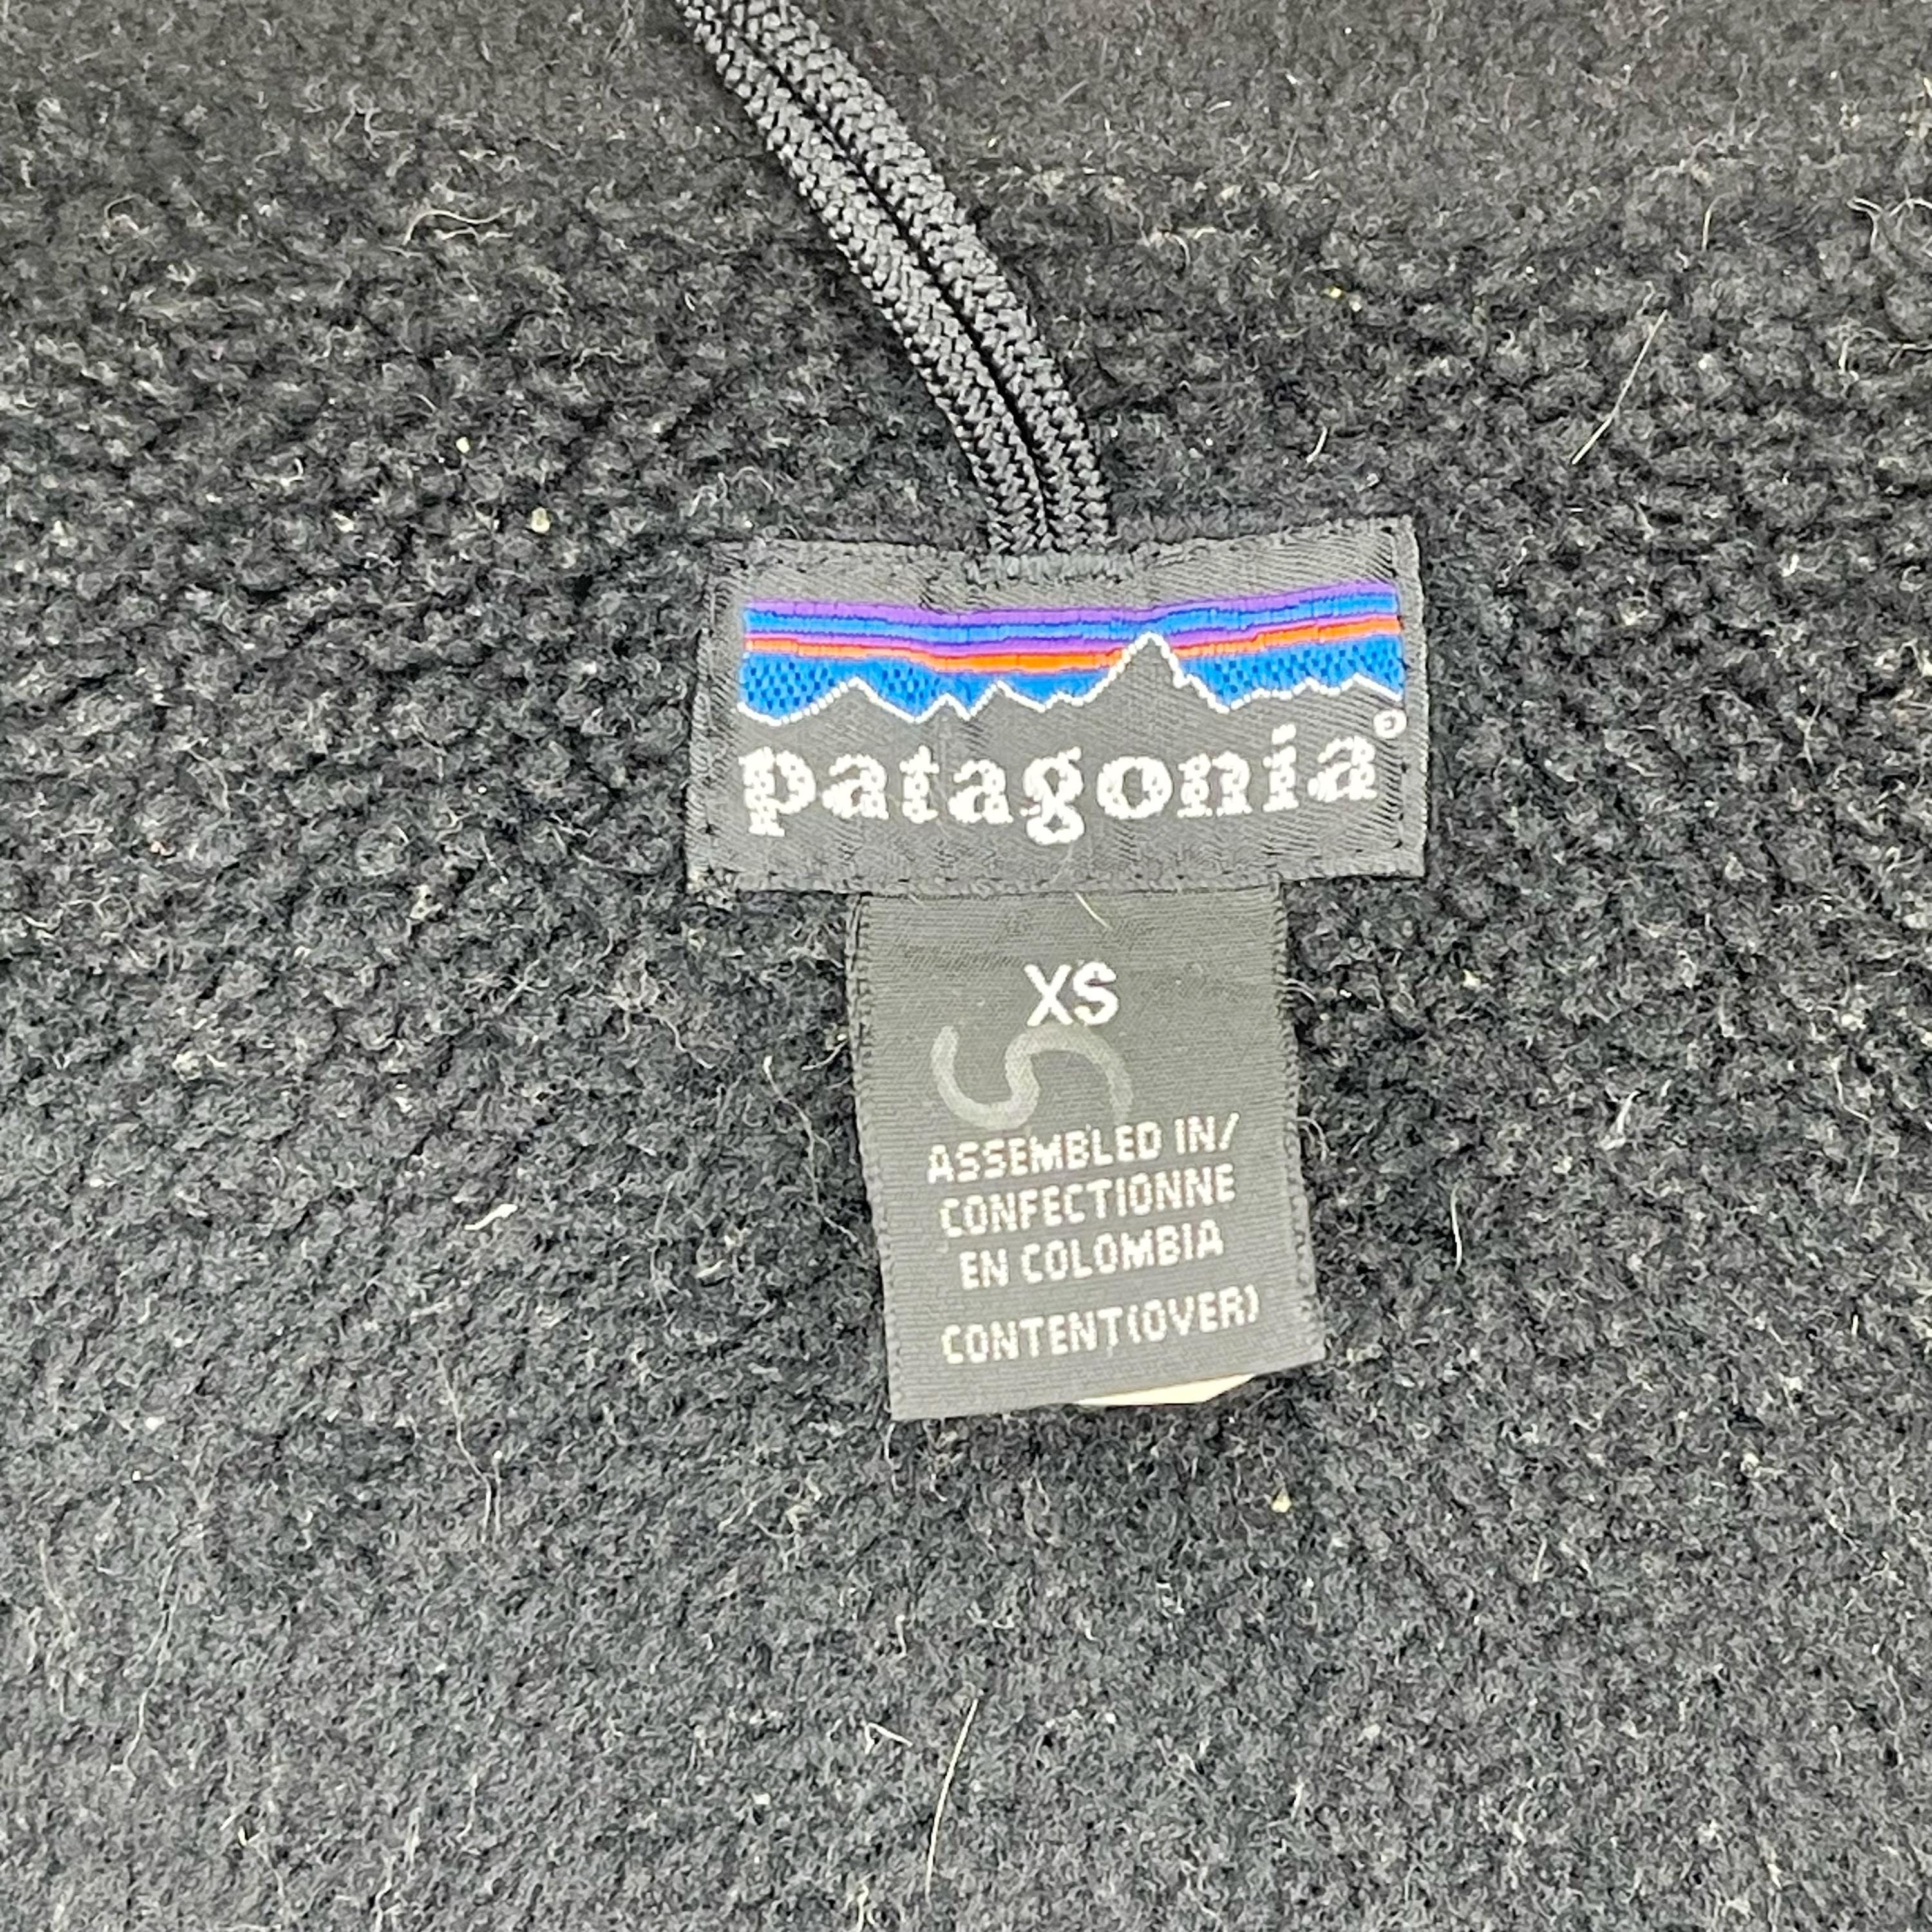 patagonia®
XS
ASSEMBLED IN/
CONFECTIONNE
EN COLOMBIA
CONTENT(OVER)